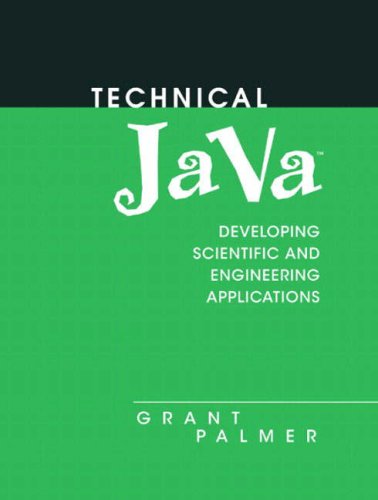 TECHNICAL
JaVa™
DEVELOPING
SCIENTIFIC AND
ENGINEERING
APPLICATIONS
GRANT
PALMER